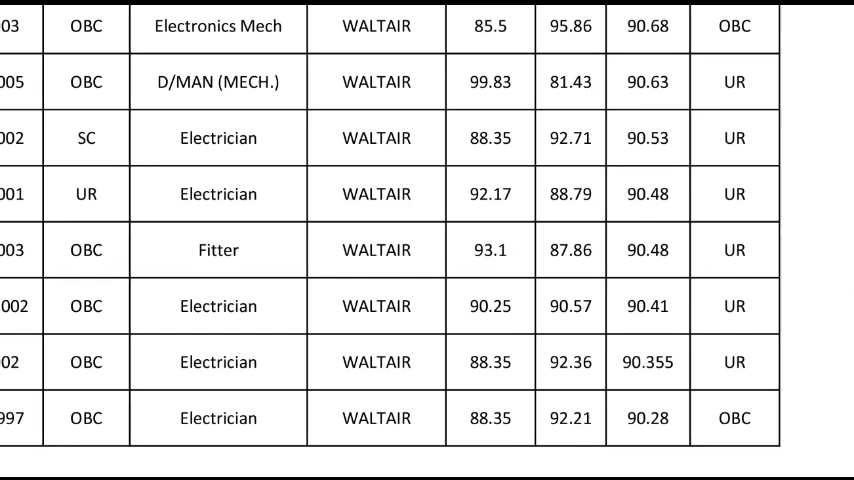 003 OBC Electronics Mech WALTAIR 85.5 95.86 90.68 OBC
005 OBC D/MAN (MECH.) WALTAIR 99.83 81.43 90.63 UR
002 SC Electrician WALTAIR 88.35 92.71 90.53 UR
001 UR Electrician WALTAIR 92.17 88.79 90.48 UR
003 OBC Fitter WALTAIR 93.1 87.86 90.48 UR
002 OBC Electrician WALTAIR 90.25 90.57 90.41 UR
02 OBC Electrician WALTAIR 88.35 92.36 90.355 UR
997 OBC Electrician WALTAIR 88.35 92.21 90.28 OBC